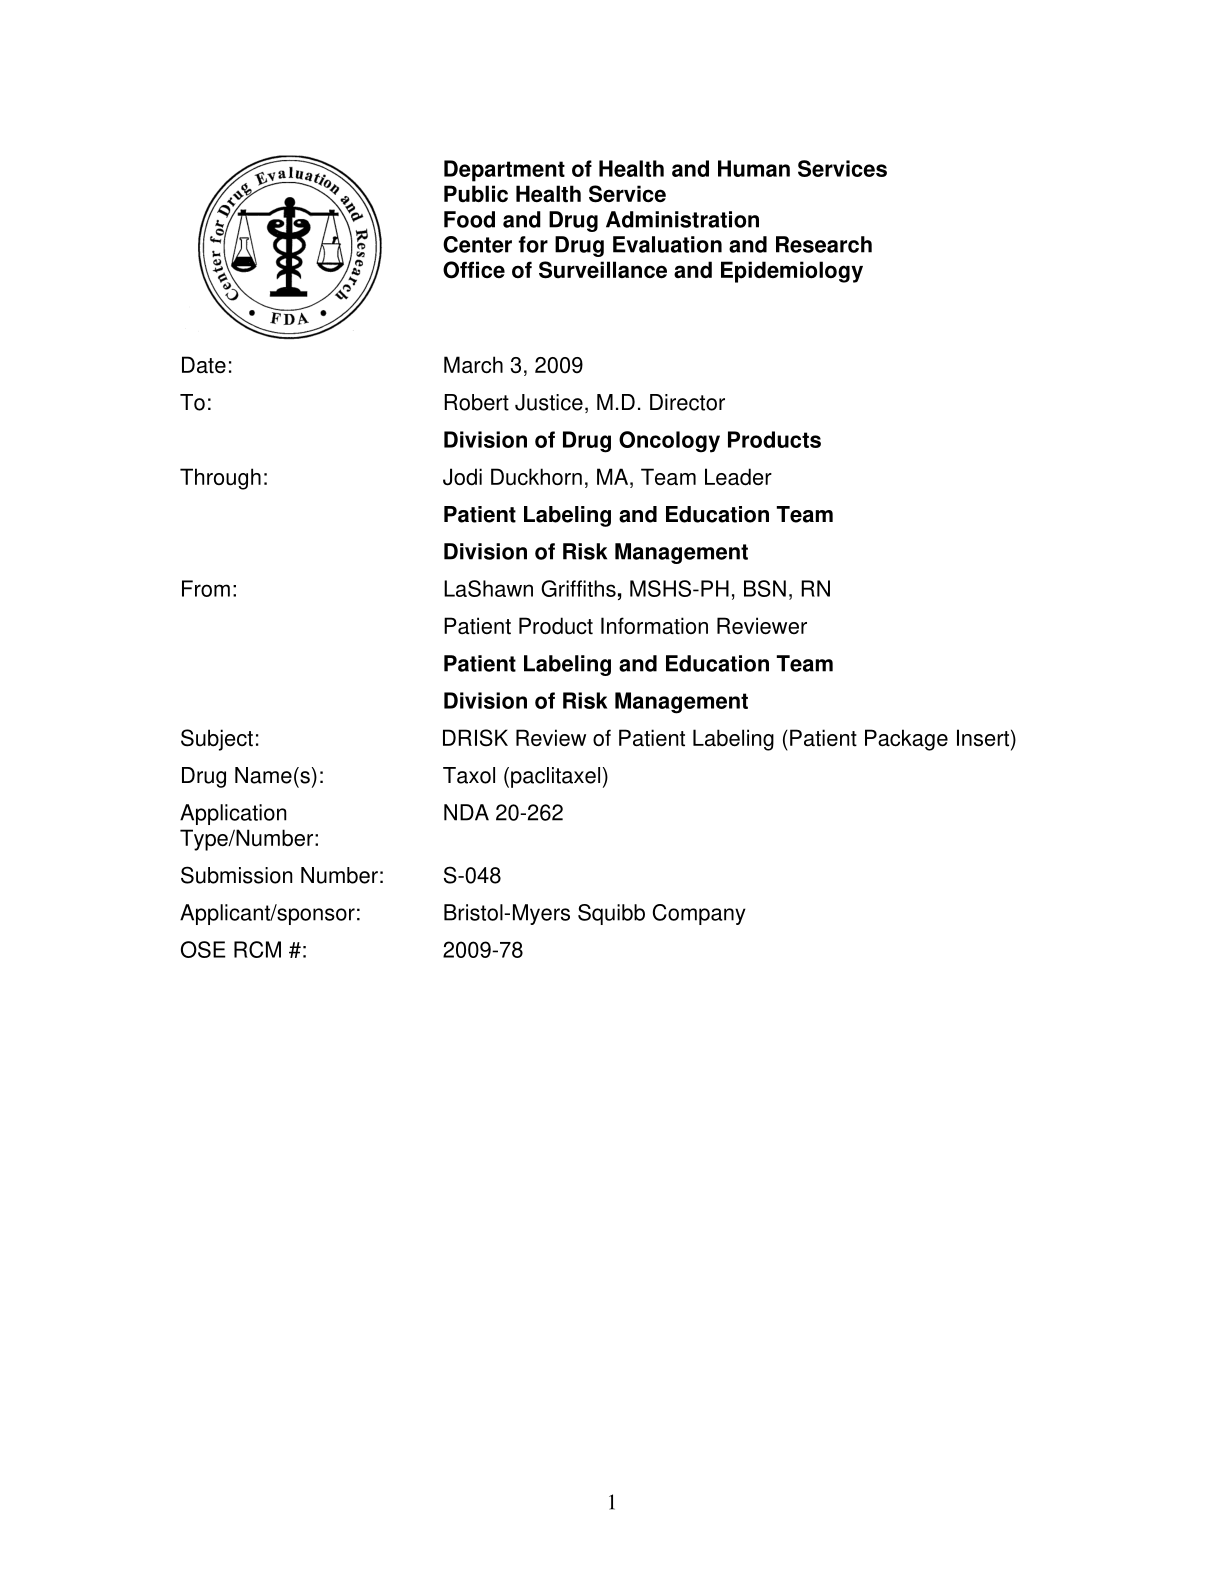 Center for Drug Evaluation and Research
• FDA •
Department of Health and Human Services
Public Health Service
Food and Drug Administration
Center for Drug Evaluation and Research
Office of Surveillance and Epidemiology
Date: March 3, 2009
To: Robert Justice, M.D. Director
Division of Drug Oncology Products
Through: Jodi Duckhorn, MA, Team Leader
Patient Labeling and Education Team
Division of Risk Management
From: LaShawn Griffiths, MSHS-PH, BSN, RN
Patient Product Information Reviewer
Patient Labeling and Education Team
Division of Risk Management
Subject: DRISK Review of Patient Labeling (Patient Package Insert)
Drug Name(s): Taxol (paclitaxel)
Application NDA 20-262
Type/Number:
Submission Number: S-048
Applicant/sponsor: Bristol-Myers Squibb Company
OSE RCM #: 2009-78
1